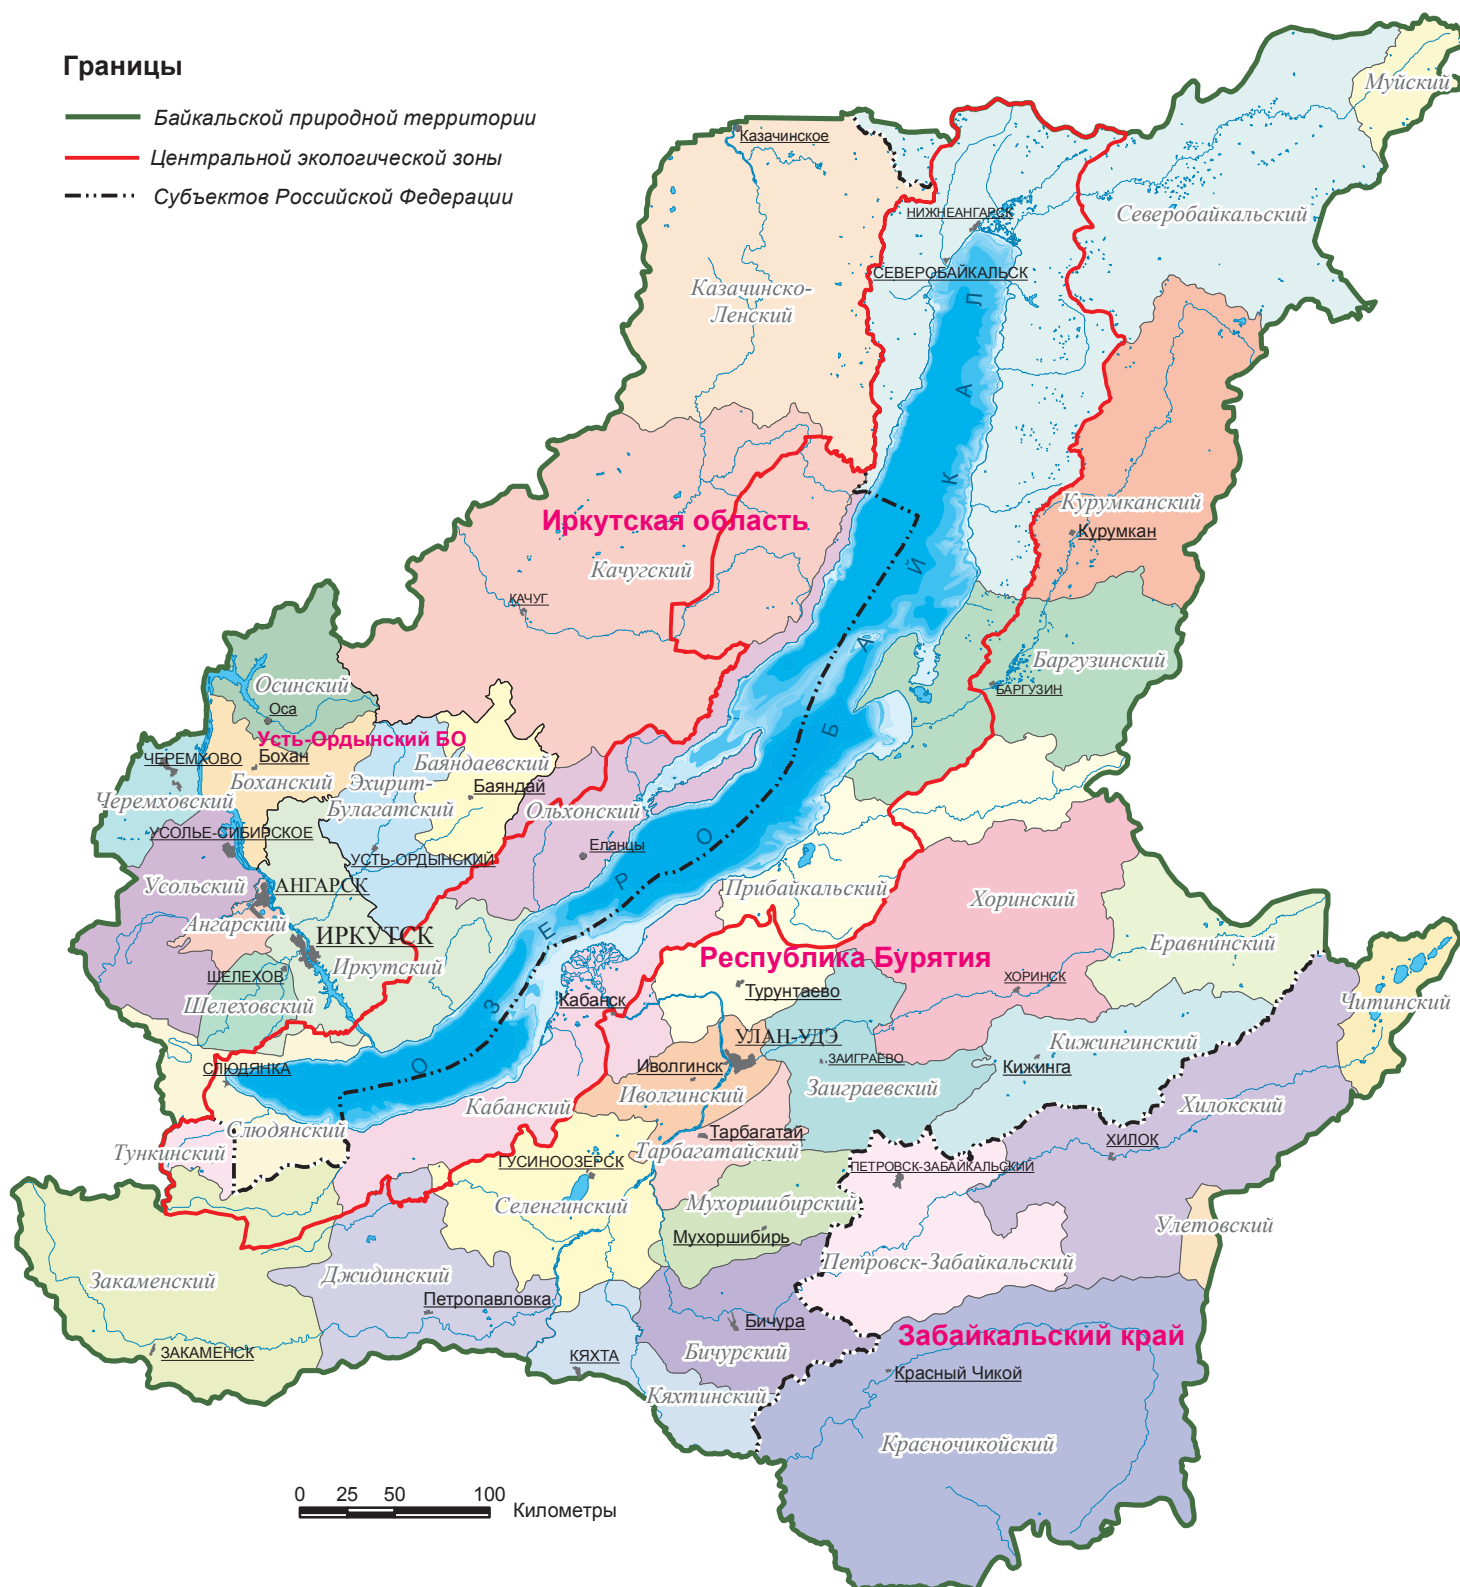 Границы
Байкальской природной территории
Центральной экологической зоны
Субъектов Российской Федерации
Муйский
Казачинское
Северобайкальский
НИЖНЕАНГАРСК
СЕВЕРОБАЙКАЛЬСК
Казачинско-
Ленский
Курумканский
Курумкан
Иркутская область
Качугский
КАЧУГ
Баргузинский
БАРГУЗИН
Осинский
Оса
Усть-Ордынский БО
Бохан
Боханский
ЧЕРЕМХОВО
Черемховский
Эхирит-
Булагатский
Баяндаевский
Баяндай
Ольхонский
Еланцы
УСОЛЬЕ-СИБИРСКОЕ
УСТЬ-ОРДЫНСКИЙ
Усольский
АНГАРСК
Ангарский
ИРКУТСК
Иркутский
ШЕЛЕХОВ
Шелеховский
ОЗЕРО БАЙКАЛ
Прибайкальский
Хоринский
Еравнинский
Республика Бурятия
Турунтаево
ХОРИНСК
Читинский
Кабанск
УЛАН-УДЭ
ЗАИГРАЕВО
Заиграевский
Кижингинский
Кижинга
СЛЮДЯНКА
Слюдянский
Тункинский
Кабанский
Иволгинск
Иволгинский
Хилокский
ХИЛОК
Тарбагатай
Тарбагатайский
ПЕТРОВСК-ЗАБАЙКАЛЬСКИЙ
ГУСИНООЗЕРСК
Селенгинский
Мухоршибирский
Мухоршибирь
Улетовский
Петровск-Забайкальский
Закаменский
ЗАКАМЕНСК
Джидинский
Петропавловка
Бичура
Бичурский
Забайкальский край
КЯХТА
Кяхтинский
Красный Чикой
Красночикойский
0 25 50 100 Километры